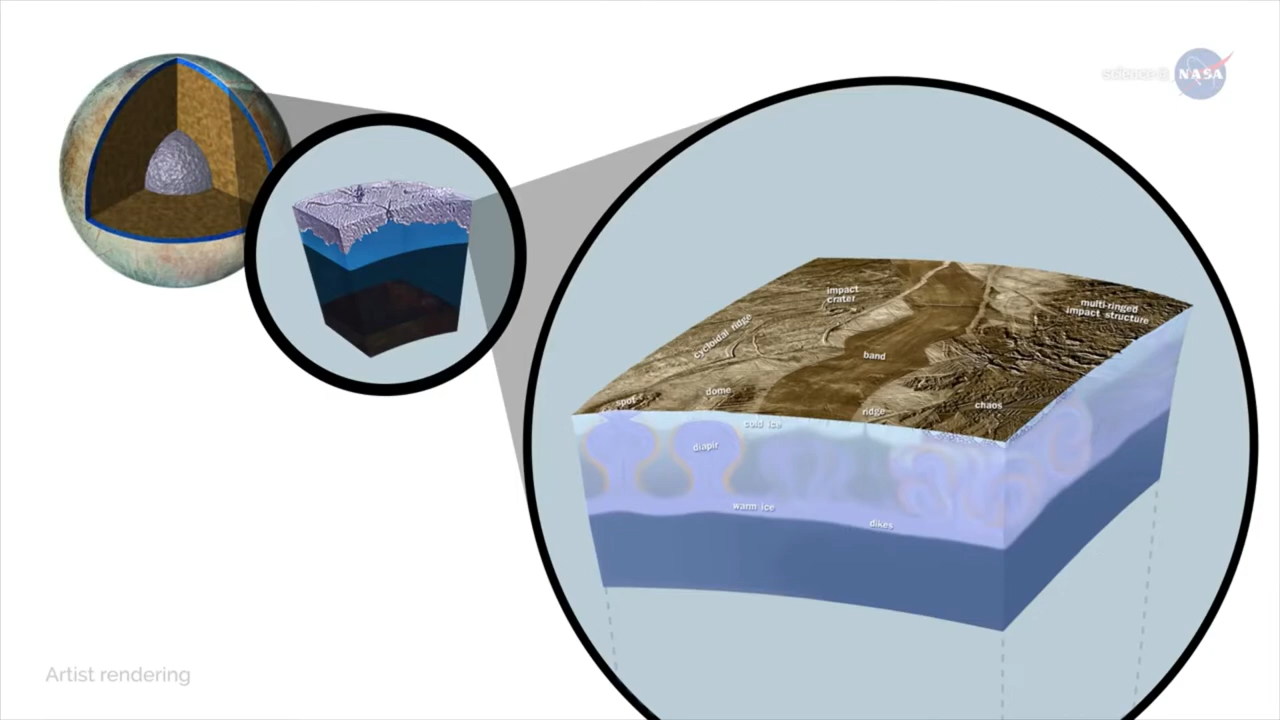 science@
NASA
impact
crater
multi-ringed
impact structure
cycloidal ridge
band
dome
spot
ridge
chaos
cold ice
diapir
warm ice
dikes
Artist rendering